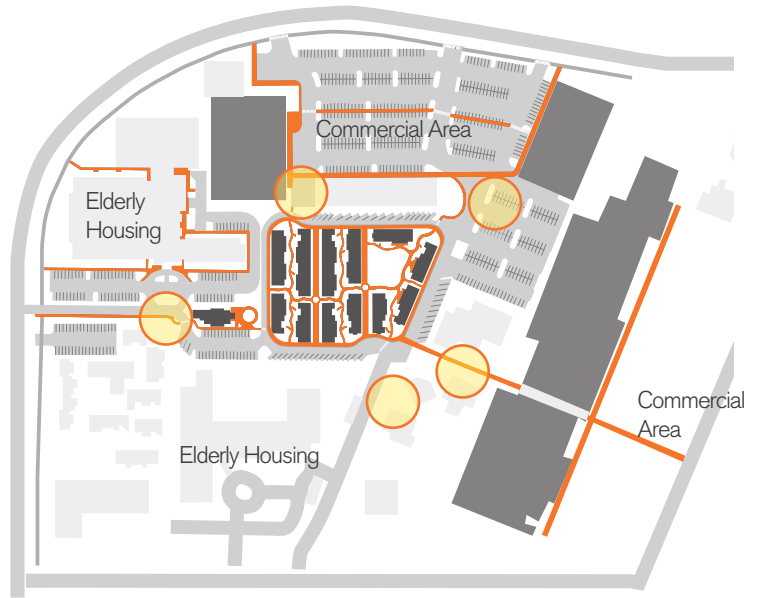 Commercial Area
Elderly
Housing
Commercial
Area
Elderly Housing